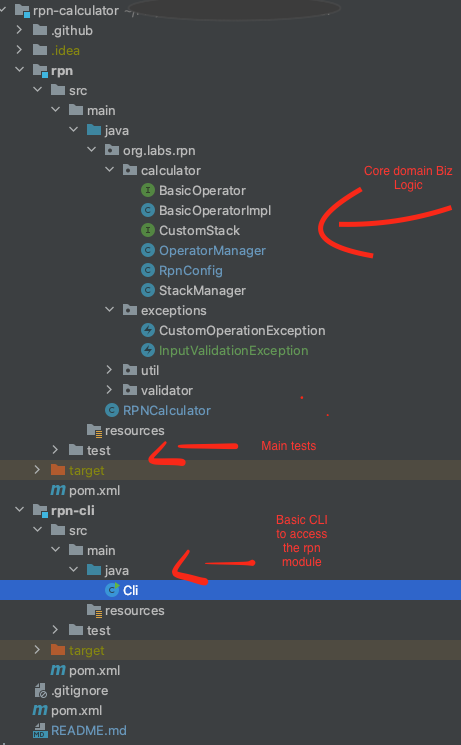 rpn-calculator
.github
.idea
rpn
src
main
java
org.labs.rpn
calculator
Core domain Biz
Logic
BasicOperator
BasicOperatorImpl
CustomStack
OperatorManager
RpnConfig
StackManager
exceptions
CustomOperationException
InputValidationException
util
validator
RPNCalculator
resources
test
Main tests
target
pom.xml
rpn-cli
src
Basic CLI
to access
the rpn
module
main
java
Cli
resources
test
target
pom.xml
.gitignore
pom.xml
README.md